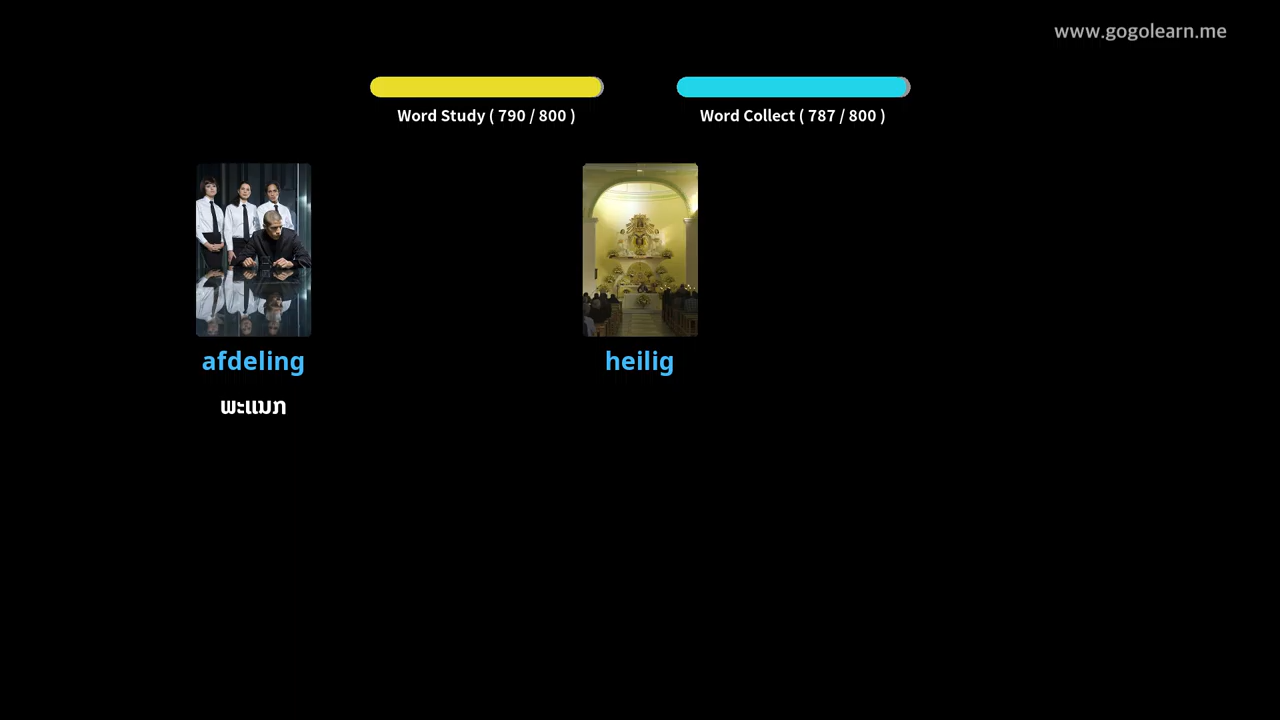 www.gogolearn.me
Word Study ( 790 / 800 )
Word Collect ( 787 / 800 )
afdeling
heilig
ພະແນກ